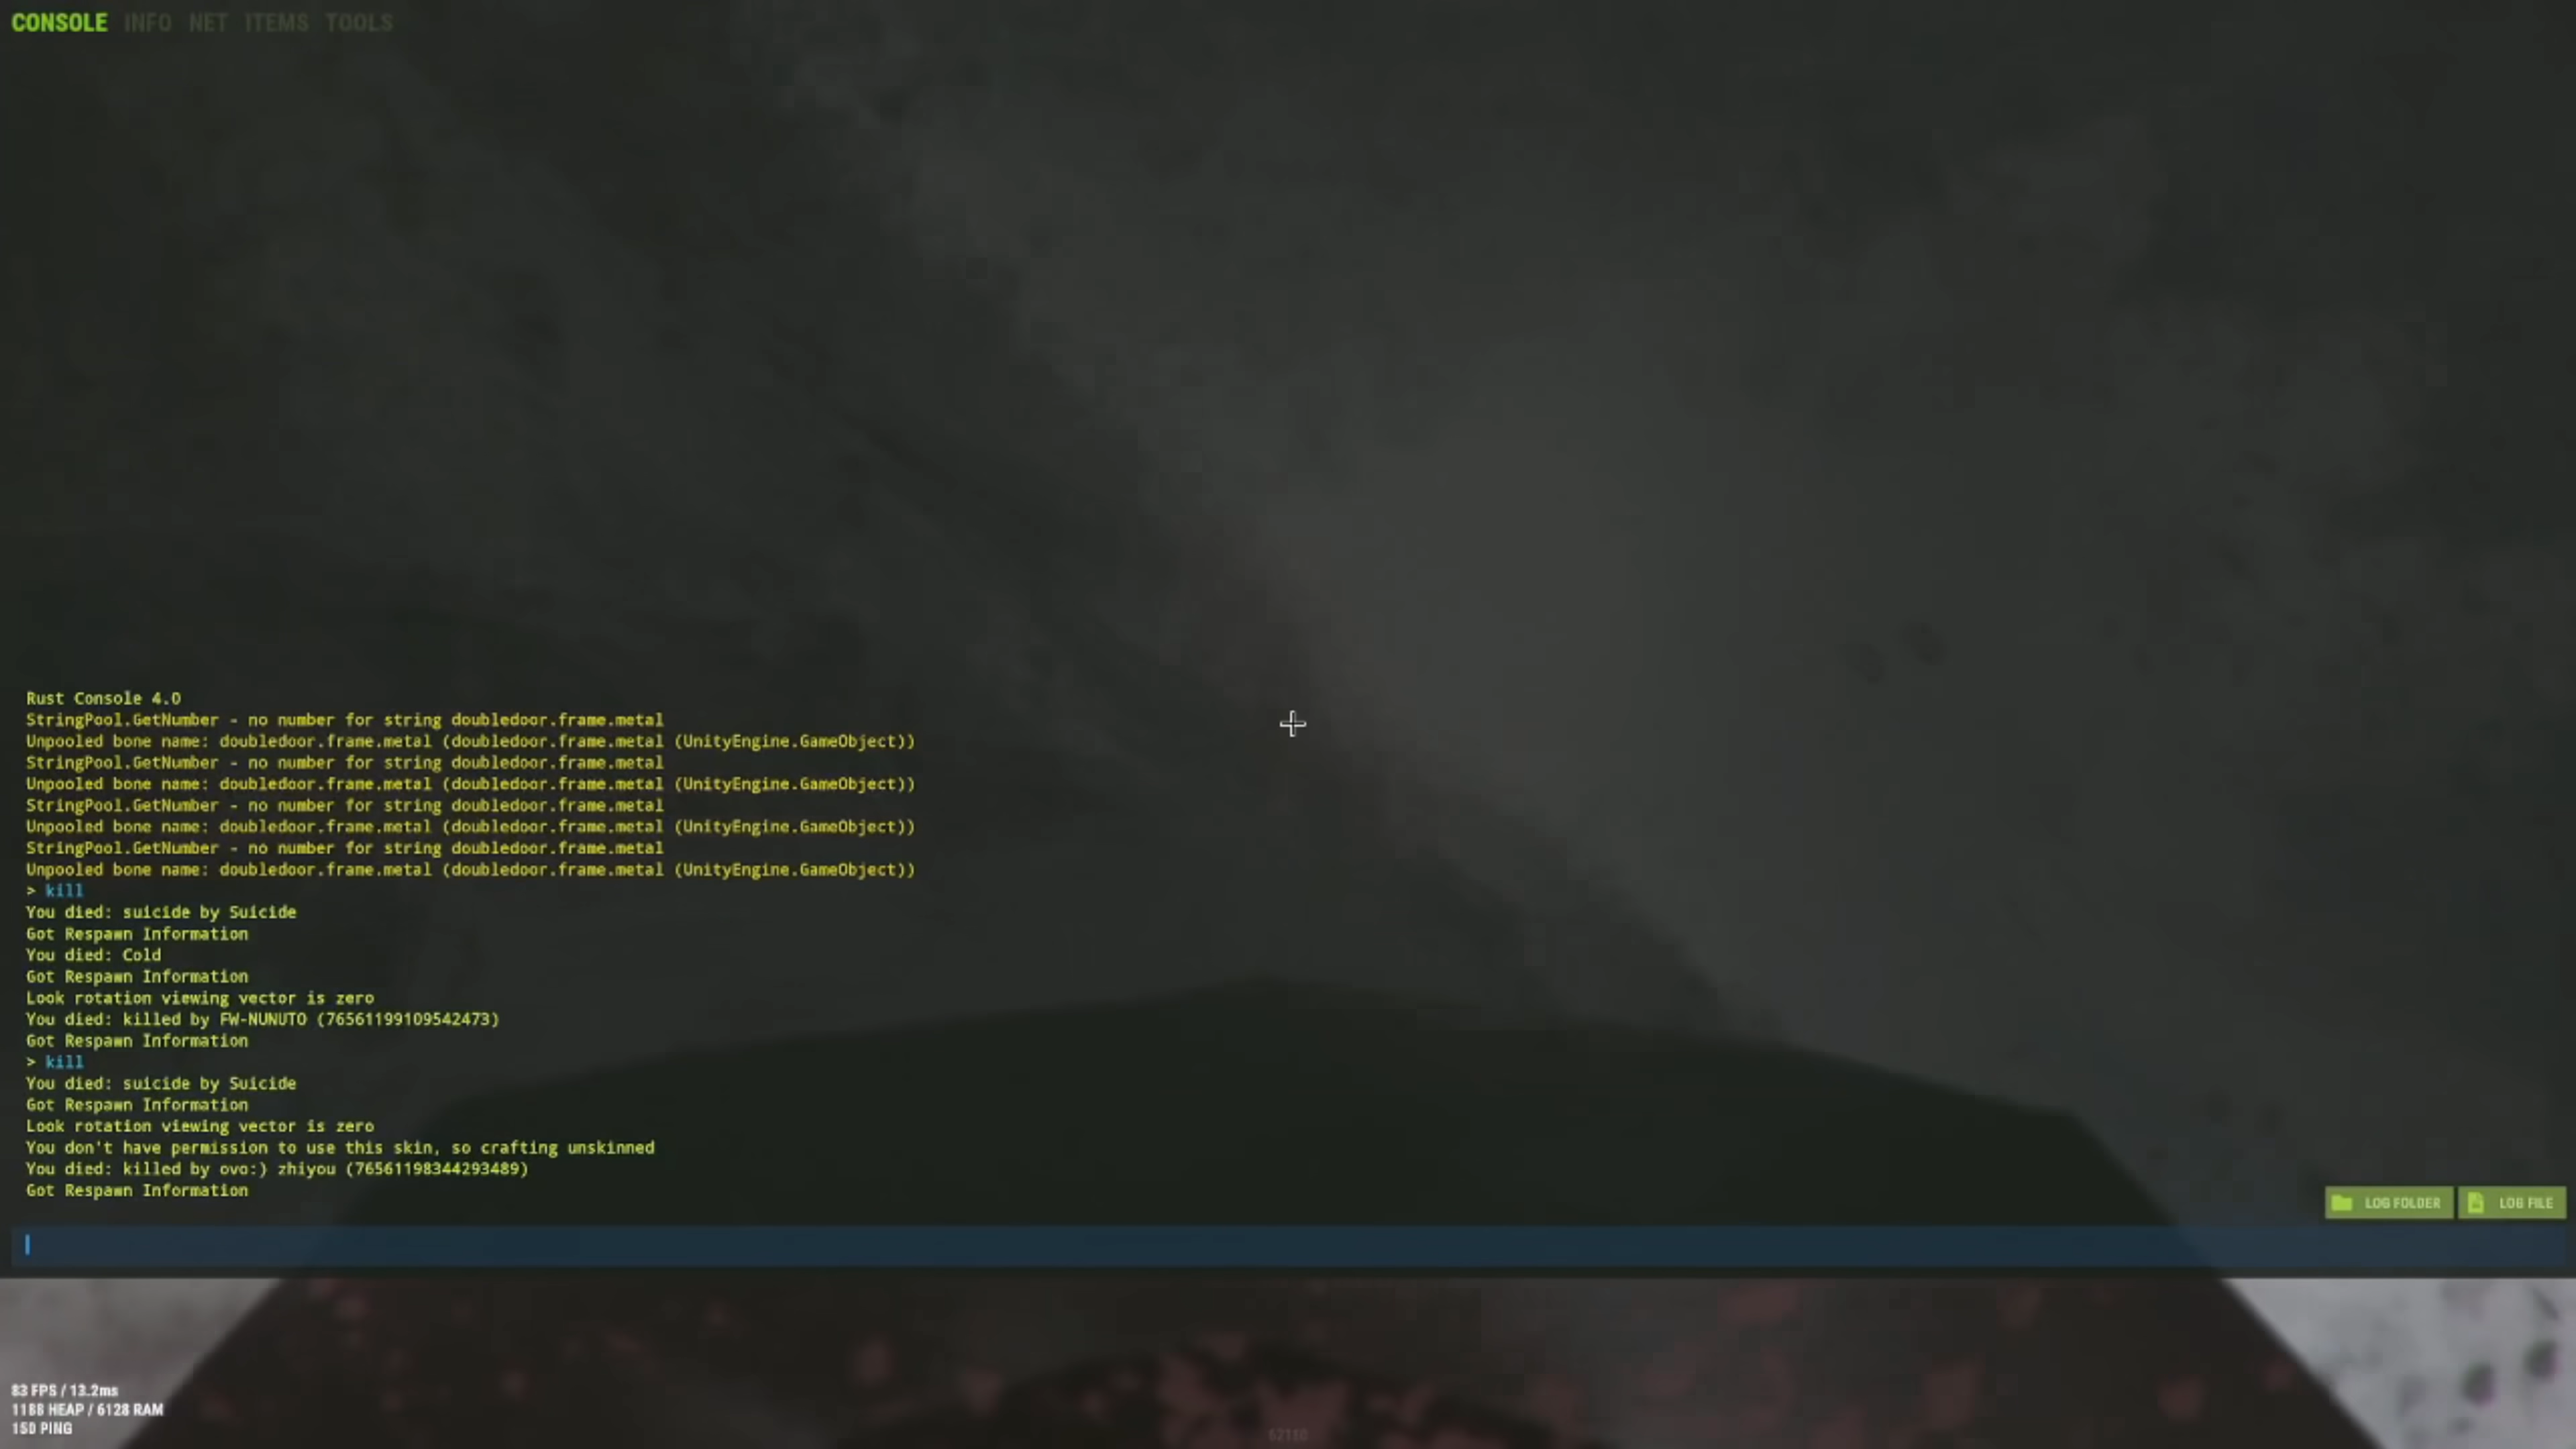 CONSOLE INFO NET ITEMS TOOLS
Rust Console 4.0
StringPool.GetNumber - no number for string doubledoor.frame.metal
Unpooled bone name: doubledoor.frame.metal (doubledoor.frame.metal (UnityEngine.GameObject))
StringPool.GetNumber - no number for string doubledoor.frame.metal
Unpooled bone name: doubledoor.frame.metal (doubledoor.frame.metal (UnityEngine.GameObject))
StringPool.GetNumber - no number for string doubledoor.frame.metal
Unpooled bone name: doubledoor.frame.metal (doubledoor.frame.metal (UnityEngine.GameObject))
StringPool.GetNumber - no number for string doubledoor.frame.metal
Unpooled bone name: doubledoor.frame.metal (doubledoor.frame.metal (UnityEngine.GameObject))
> kill
You died: suicide by Suicide
Got Respawn Information
You died: Cold
Got Respawn Information
Look rotation viewing vector is zero
You died: killed by FW-NUNUTO (76561199109542473)
Got Respawn Information
> kill
You died: suicide by Suicide
Got Respawn Information
Look rotation viewing vector is zero
You don't have permission to use this skin, so crafting unskinned
You died: killed by ovo:) zhiyou (76561198344293489)
Got Respawn Information
LOG FOLDER LOG FILE
83 FPS / 13.2ms
1188 HEAP / 6128 RAM
150 PING